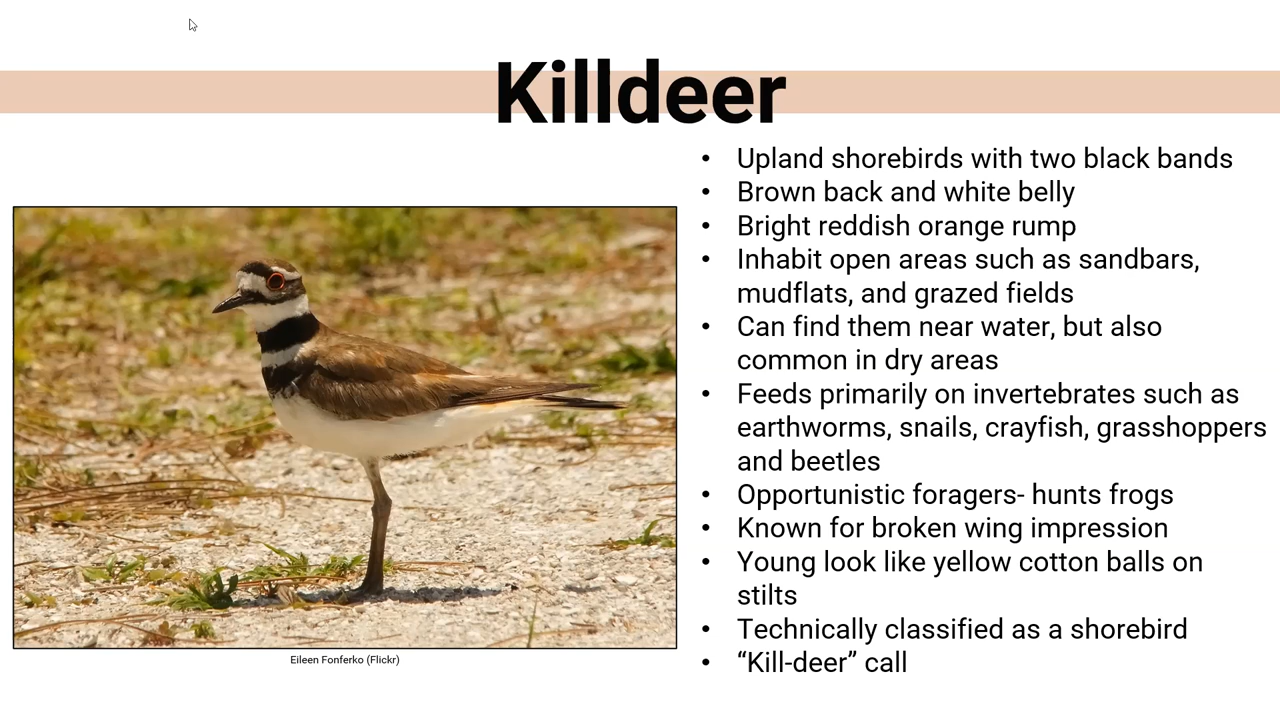 Killdeer
• Upland shorebirds with two black bands
• Brown back and white belly
• Bright reddish orange rump
• Inhabit open areas such as sandbars,
mudflats, and grazed fields
• Can find them near water, but also
common in dry areas
• Feeds primarily on invertebrates such as
earthworms, snails, crayfish, grasshoppers
and beetles
• Opportunistic foragers- hunts frogs
• Known for broken wing impression
• Young look like yellow cotton balls on
stilts
• Technically classified as a shorebird
• “Kill-deer” call
Eileen Fonferko (Flickr)